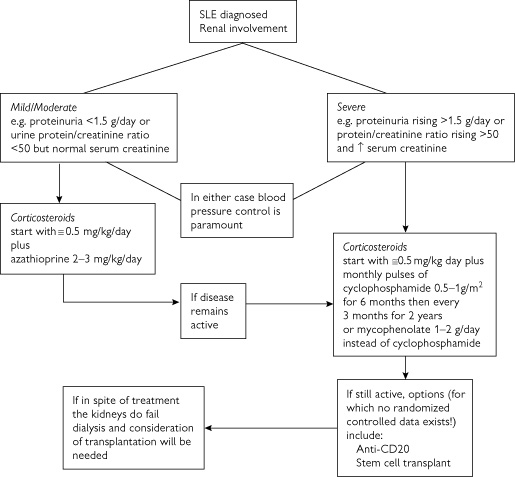 SLE diagnosed
Renal involvement
Mild/Moderate
e.g. proteinuria <1.5 g/day or
urine protein/creatinine ratio
<50 but normal serum creatinine
Severe
e.g. proteinuria rising >1.5 g/day or
protein/creatinine ratio rising >50
and ↑ serum creatinine
In either case blood
pressure control is
paramount
Corticosteroids
start with ≅0.5 mg/kg/day
plus
azathioprine 2–3 mg/kg/day
Corticosteroids
start with ≅0.5 mg/kg day plus
monthly pulses of
cyclophosphamide 0.5–1g/m²
for 6 months then every
3 months for 2 years
or mycophenolate 1–2 g/day
instead of cyclophosphamide
If disease
remains
active
If still active, options (for
which no randomized
controlled data exists!)
include:
Anti-CD20
Stem cell transplant
If in spite of treatment
the kidneys do fail
dialysis and consideration
of transplantation will be
needed